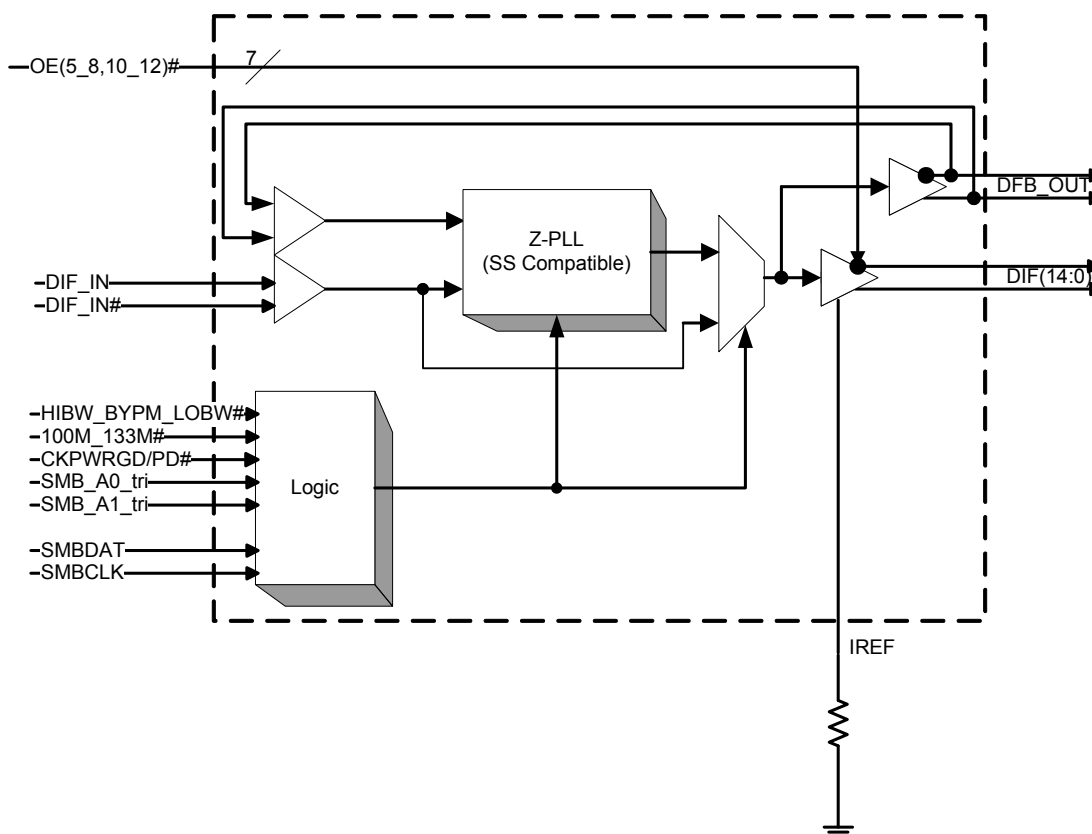 OE(5_8,10_12)#
7
DFB_OUT
Z-PLL
(SS Compatible)
DIF_IN
DIF_IN#
DIF(14:0)
HIBW_BYPM_LOBW#
100M_133M#
CKPWRGD/PD#
SMB_A0_tri
SMB_A1_tri
Logic
SMBDAT
SMBCLK
IREF